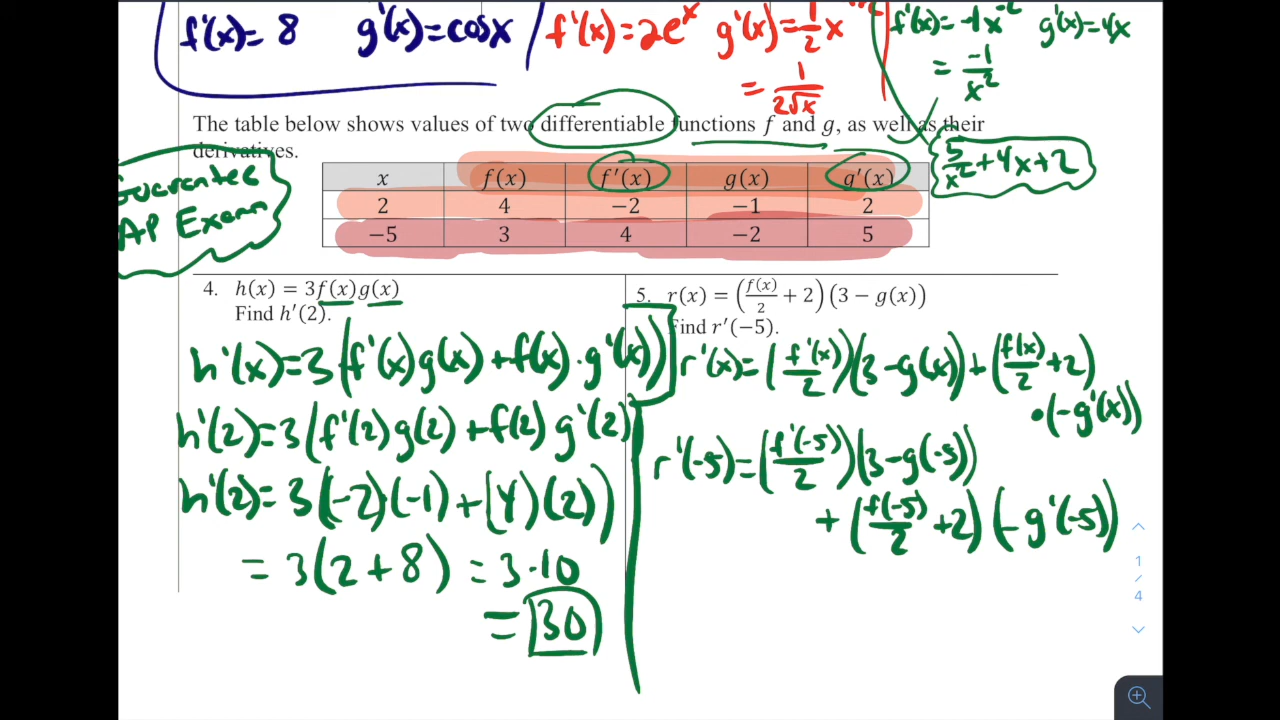 f'(x)= 8 g'(x)=cosx
f'(x)=2e^x g'(x)=1/2 x
= 1/(2√x)
f'(x)=-1x^-2 g'(x)=4x
= -1/x^2
The table below shows values of two differentiable functions f and g, as well as their
derivatives.
5/x^2 +4x+2
Guarantee
AP Exam
x f(x) f'(x) g(x) g'(x)
2 4 −2 −1 2
−5 3 4 −2 5
4. h(x) = 3f(x)g(x)
Find h'(2).
h'(x)=3(f'(x)g(x)+f(x)·g'(x))
h'(2)=3(f'(2)g(2)+f(2)g'(2))
h'(2)=3(-2)·(-1)+(4)(2))
=3(2+8)=3·10
=30
5. r(x) = (f(x)/2 + 2)(3 − g(x))
Find r'(−5).
r'(x)=(f'(x)/2)(3-g(x))+(f(x)/2+2)
·(-g'(x))
r'(-5)=(f'(-5)/2)(3-g(-5))
+(f(-5)/2+2)(-g'(-5))
1
/
4